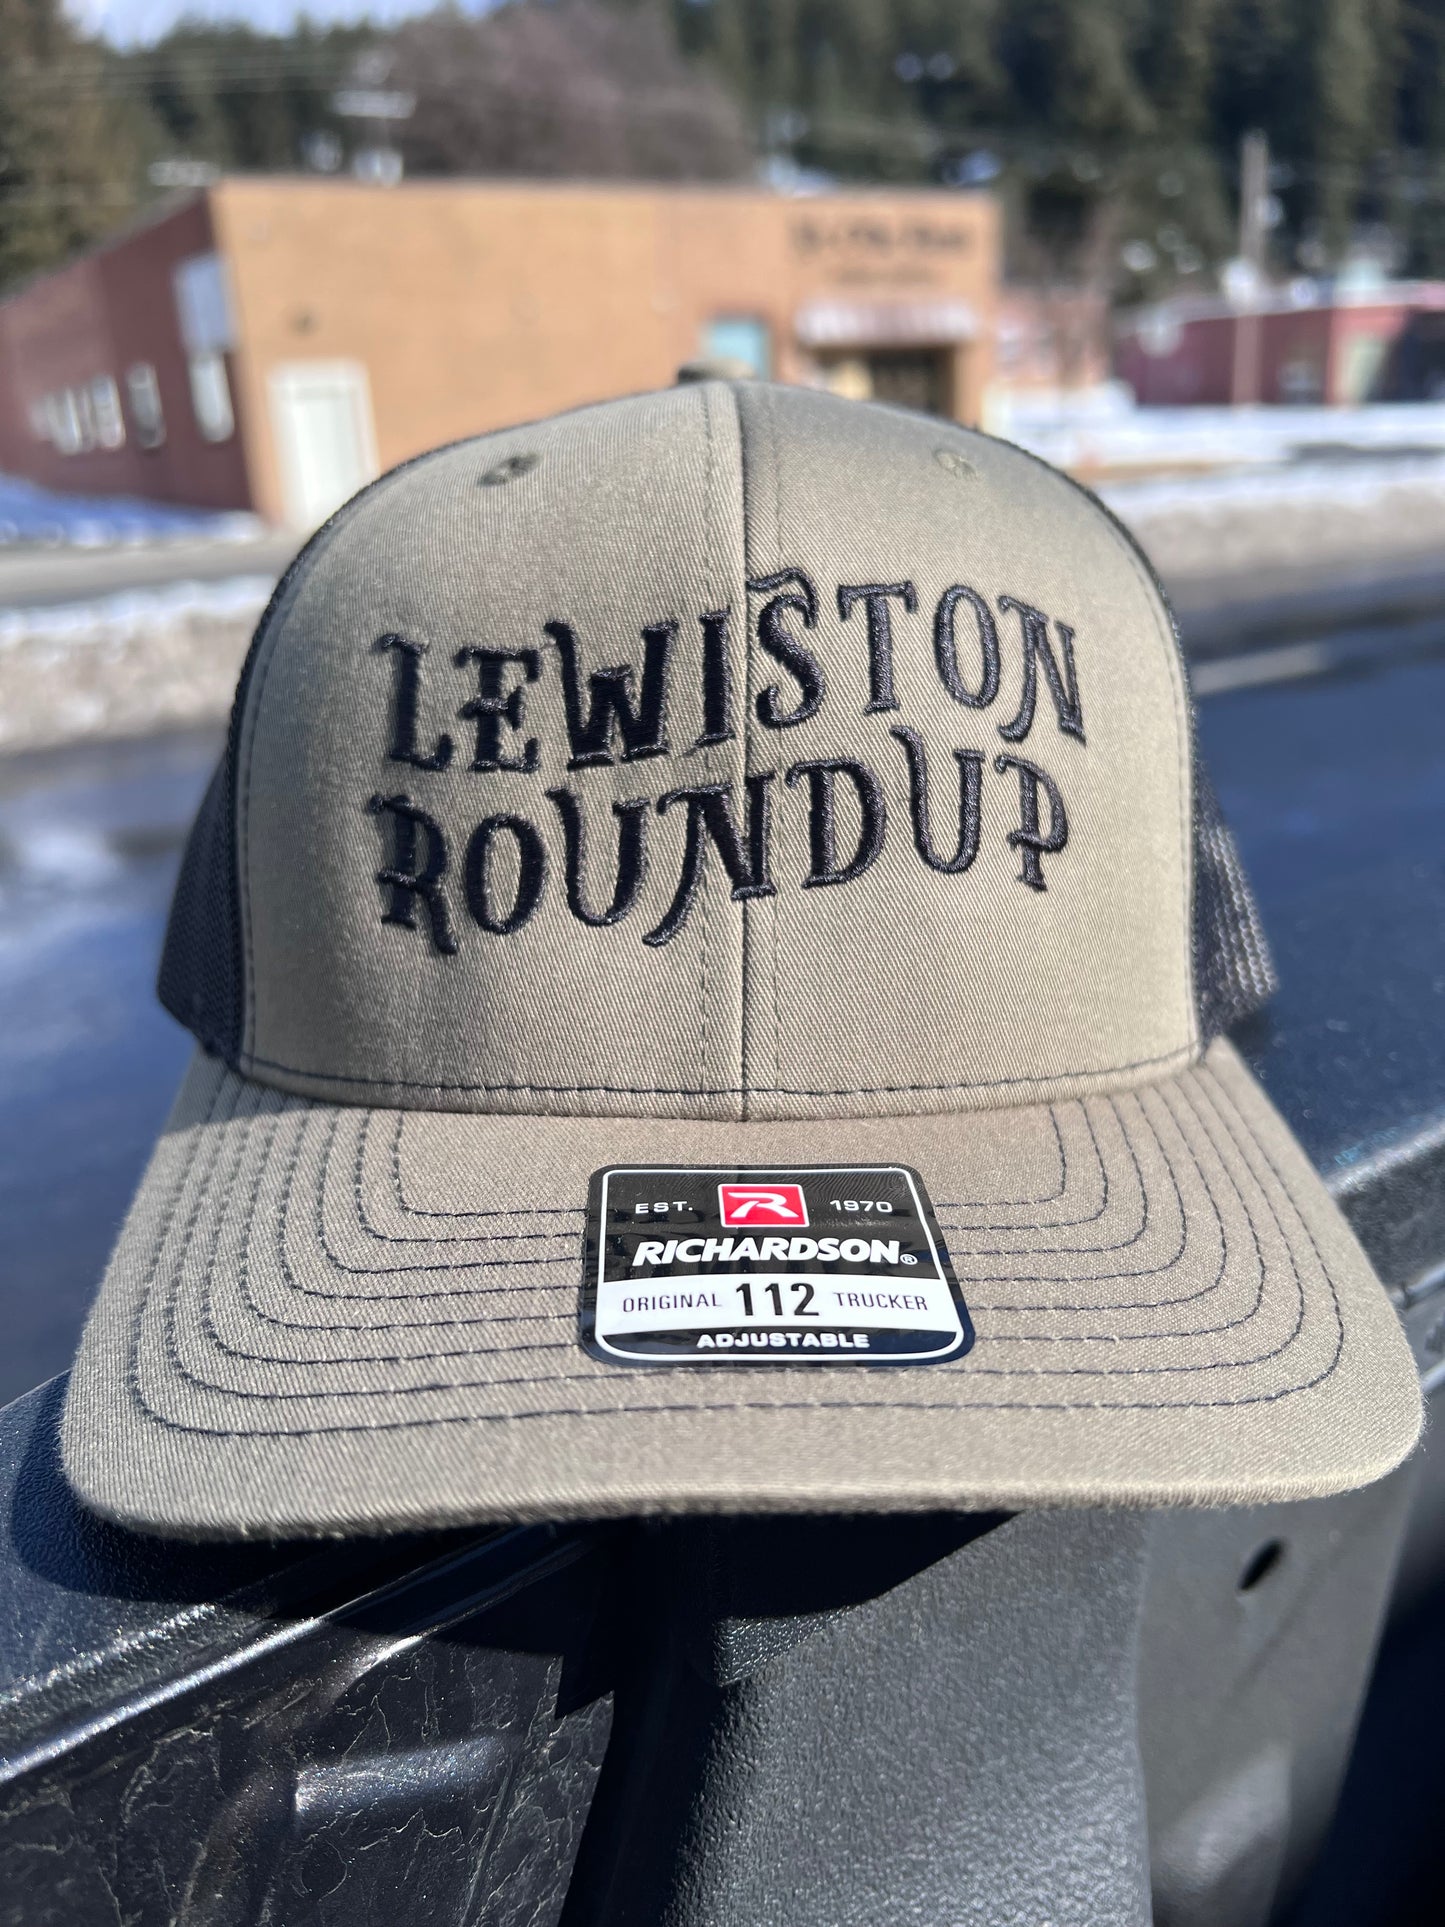 LEWISTON
ROUNDUP
EST. R 1970
RICHARDSON®
ORIGINAL 112 TRUCKER
ADJUSTABLE